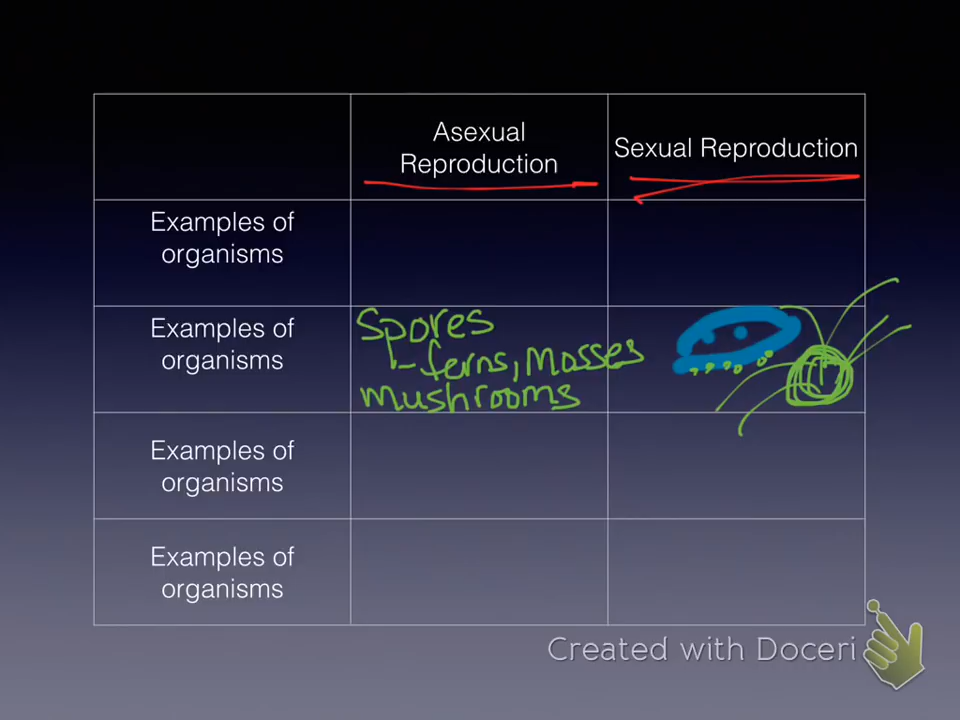 Asexual
Reproduction
Sexual Reproduction
Examples of
organisms
Examples of
organisms
Spores
- ferns, Mosses
mushrooms
Examples of
organisms
Examples of
organisms
Created with Doceri